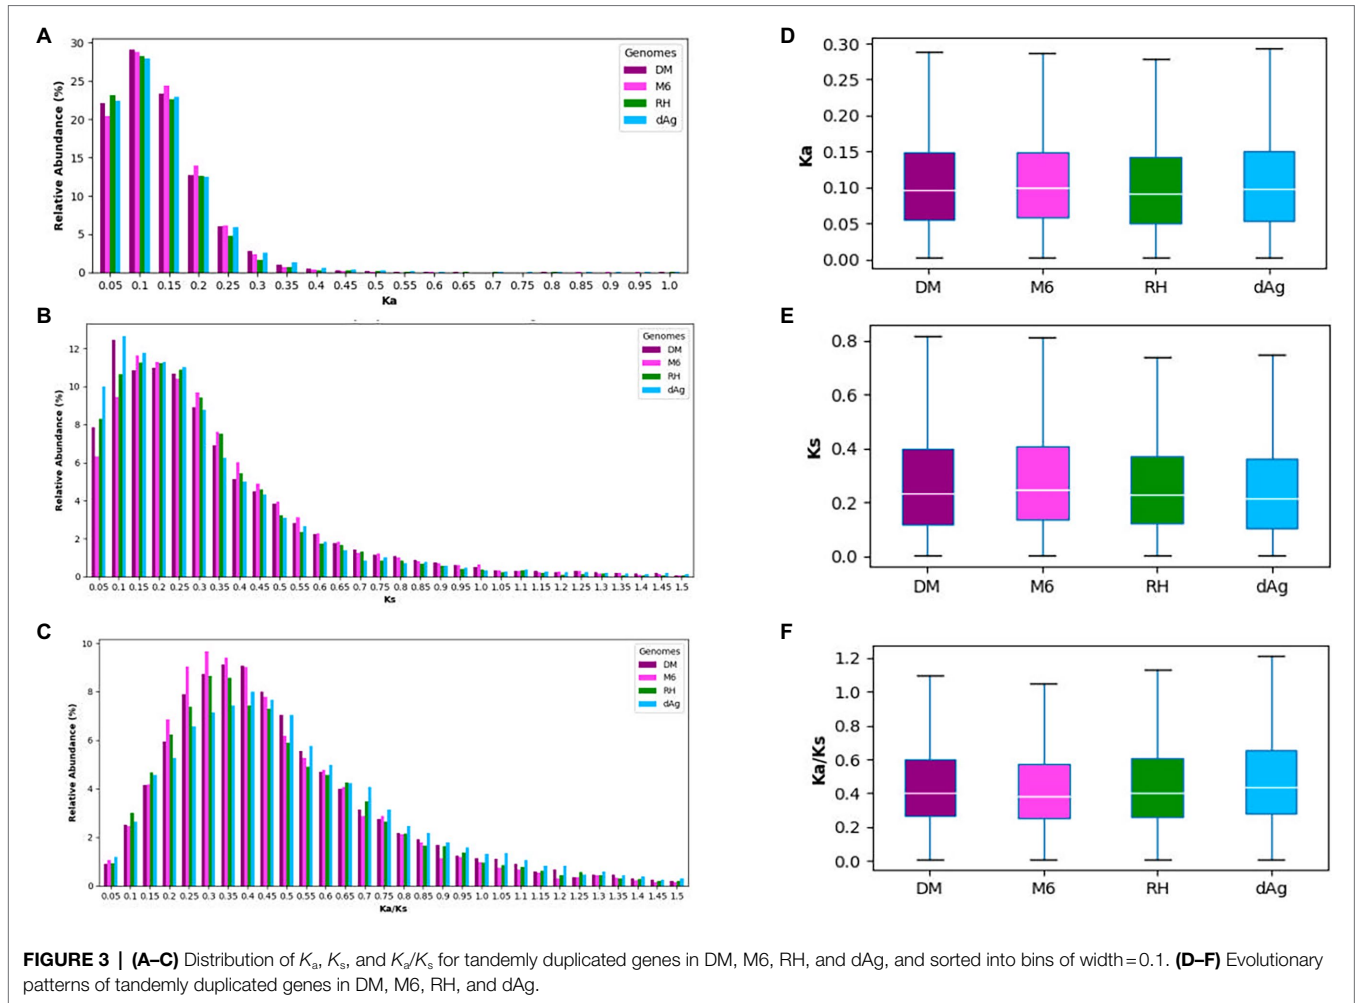 A
30
25
20
15
10
5
0
Relative Abundance (%)
Genomes
DM
M6
RH
dAg
0.05 0.1 0.15 0.2 0.25 0.3 0.35 0.4 0.45 0.5 0.55 0.6 0.65 0.7 0.75 0.8 0.85 0.9 0.95 1.0
Ka
D
0.30
0.25
0.20
0.15
0.10
0.05
0.00
Ka
DM M6 RH dAg
B
12
10
8
6
4
2
0
Relative Abundance (%)
Genomes
DM
M6
RH
dAg
0.05 0.1 0.15 0.2 0.25 0.3 0.35 0.4 0.45 0.5 0.55 0.6 0.65 0.7 0.75 0.8 0.85 0.9 0.95 1.0 1.05 1.1 1.15 1.2 1.25 1.3 1.35 1.4 1.45 1.5
Ks
E
0.8
0.6
0.4
0.2
0.0
Ks
DM M6 RH dAg
C
10
8
6
4
2
0
Relative Abundance (%)
Genomes
DM
M6
RH
dAg
0.05 0.1 0.15 0.2 0.25 0.3 0.35 0.4 0.45 0.5 0.55 0.6 0.65 0.7 0.75 0.8 0.85 0.9 0.95 1.0 1.05 1.1 1.15 1.2 1.25 1.3 1.35 1.4 1.45 1.5
Ka/Ks
F
1.2
1.0
0.8
0.6
0.4
0.2
0.0
Ka/Ks
DM M6 RH dAg
FIGURE 3 | (A–C) Distribution of Ka, Ks, and Ka/Ks for tandemly duplicated genes in DM, M6, RH, and dAg, and sorted into bins of width=0.1. (D–F) Evolutionary
patterns of tandemly duplicated genes in DM, M6, RH, and dAg.